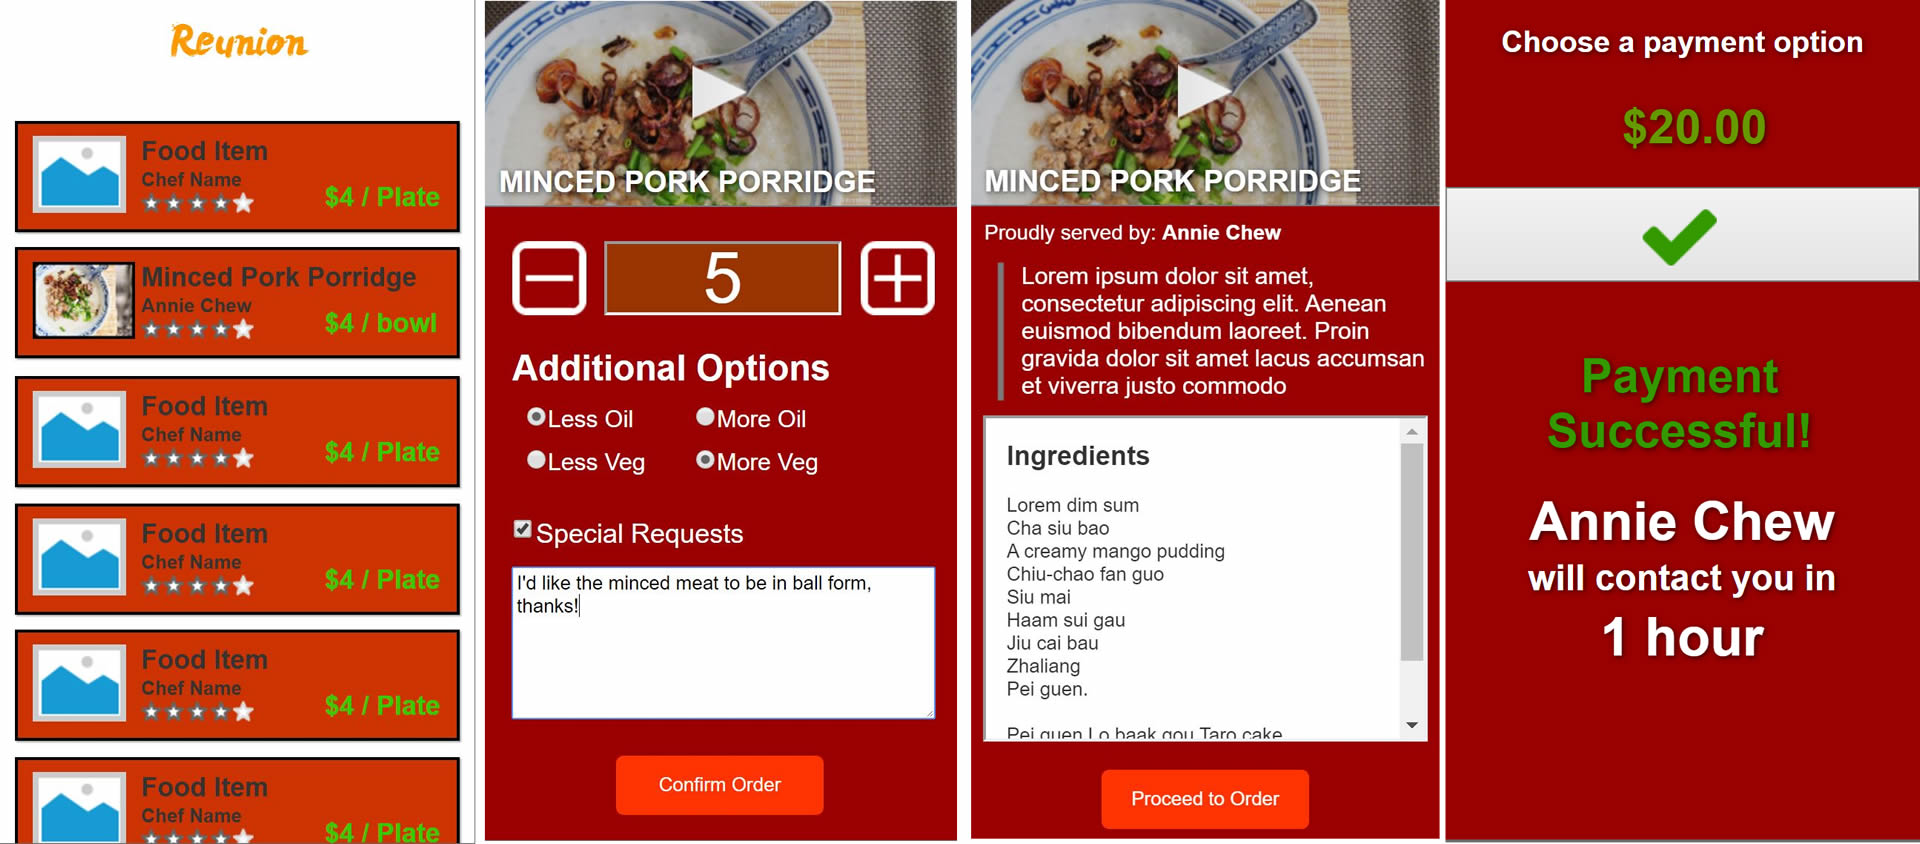 Reunion
Food Item
Chef Name
$4 / Plate
Minced Pork Porridge
Annie Chew
$4 / bowl
Food Item
Chef Name
$4 / Plate
Food Item
Chef Name
$4 / Plate
Food Item
Chef Name
$4 / Plate
Food Item
Chef Name
$4 / Plate
MINCED PORK PORRIDGE
5
Additional Options
Less Oil
More Oil
Less Veg
More Veg
Special Requests
I'd like the minced meat to be in ball form,
thanks!
Confirm Order
MINCED PORK PORRIDGE
Proudly served by: Annie Chew
Lorem ipsum dolor sit amet,
consectetur adipiscing elit. Aenean
euismod bibendum laoreet. Proin
gravida dolor sit amet lacus accumsan
et viverra justo commodo
Ingredients
Lorem dim sum
Cha siu bao
A creamy mango pudding
Chiu-chao fan guo
Siu mai
Haam sui gau
Jiu cai bau
Zhaliang
Pei guen.
Pei guen Lo baak gou Taro cake
Proceed to Order
Choose a payment option
$20.00
Payment
Successful!
Annie Chew
will contact you in
1 hour